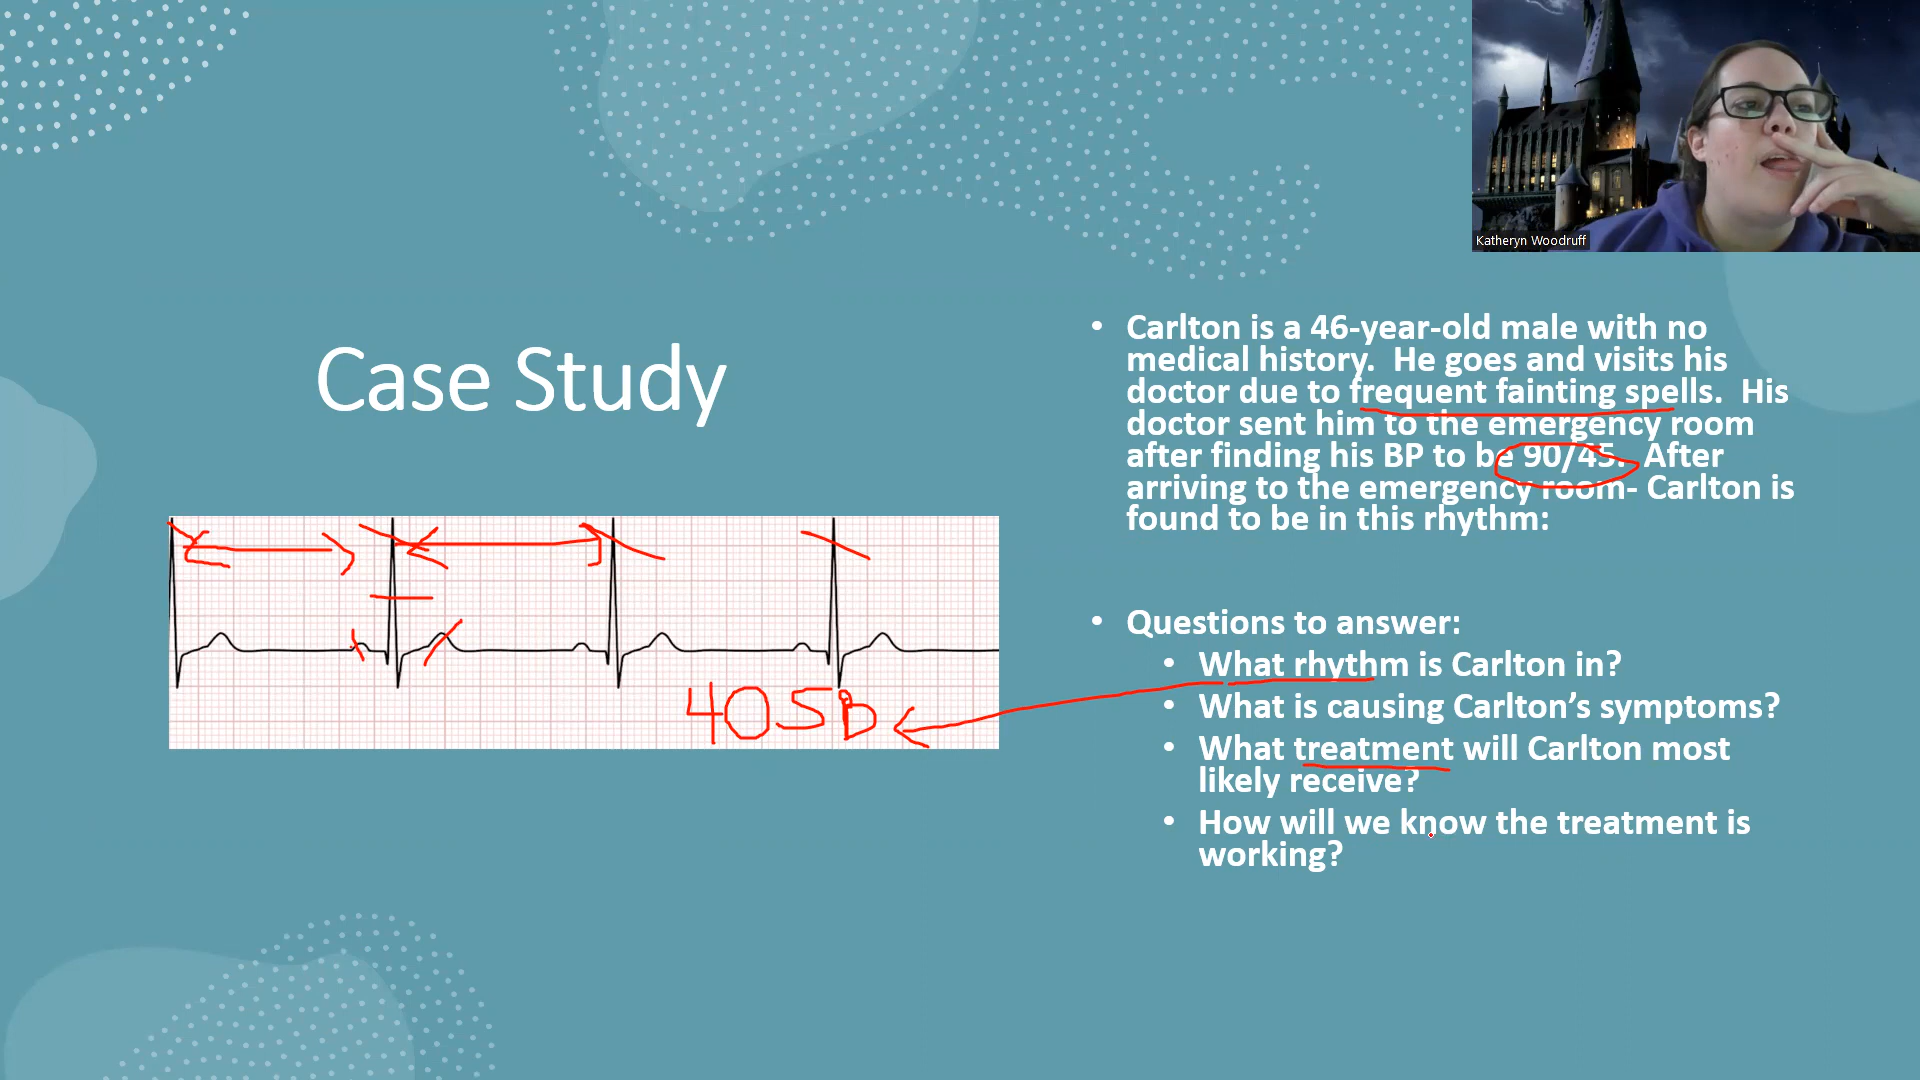 Katheryn Woodruff
Case Study
40 SB
• Carlton is a 46-year-old male with no
medical history. He goes and visits his
doctor due to frequent fainting spells. His
doctor sent him to the emergency room
after finding his BP to be 90/45. After
arriving to the emergency room- Carlton is
found to be in this rhythm:
• Questions to answer:
• What rhythm is Carlton in?
• What is causing Carlton's symptoms?
• What treatment will Carlton most
likely receive?
• How will we know the treatment is
working?